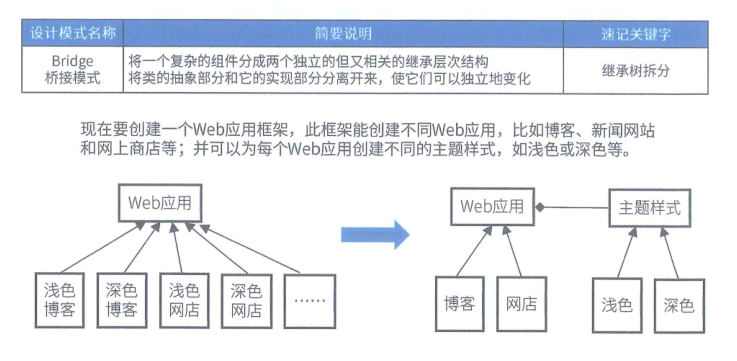 设计模式名称 简要说明 速记关键字
Bridge
桥接模式
将一个复杂的组件分成两个独立的但又相关的继承层次结构
将类的抽象部分和它的实现部分分离开来，使它们可以独立地变化
继承树拆分
现在要创建一个Web应用框架，此框架能创建不同Web应用，比如博客、新闻网站
和网上商店等；并可以为每个Web应用创建不同的主题样式，如浅色或深色等。
Web应用
浅色
博客
深色
博客
浅色
网店
深色
网店
……
Web应用
主题样式
博客
网店
浅色
深色